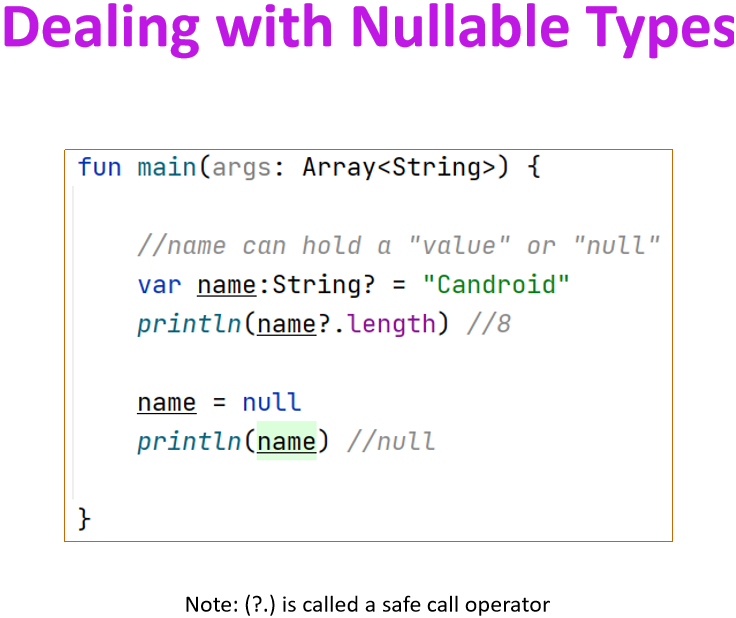 Dealing with Nullable Types
fun main(args: Array<String>) {
//name can hold a "value" or "null"
var name:String? = "Candroid"
println(name?.length) //8
name = null
println(name) //null
}
Note: (?.) is called a safe call operator